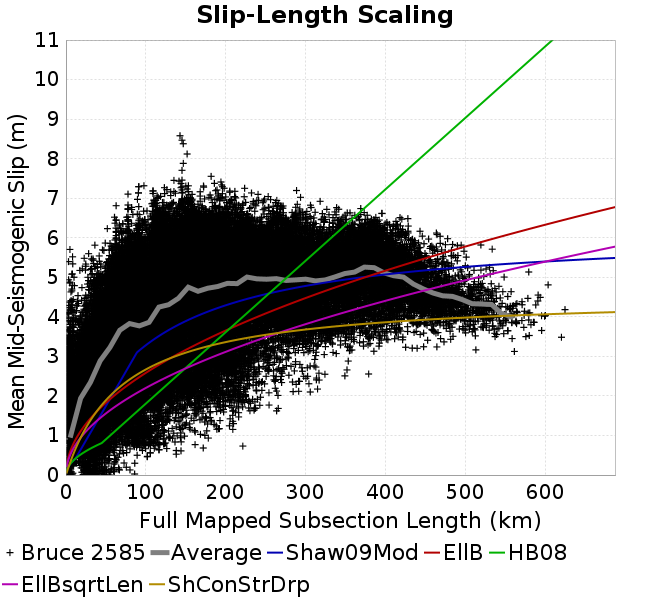 Slip-Length Scaling
Mean Mid-Seismogenic Slip (m)
11
10
9
8
7
6
5
4
3
2
1
0
0 100 200 300 400 500 600
Full Mapped Subsection Length (km)
Bruce 2585 Average Shaw09Mod EllB HB08
EllBsqrtLen ShConStrDrp